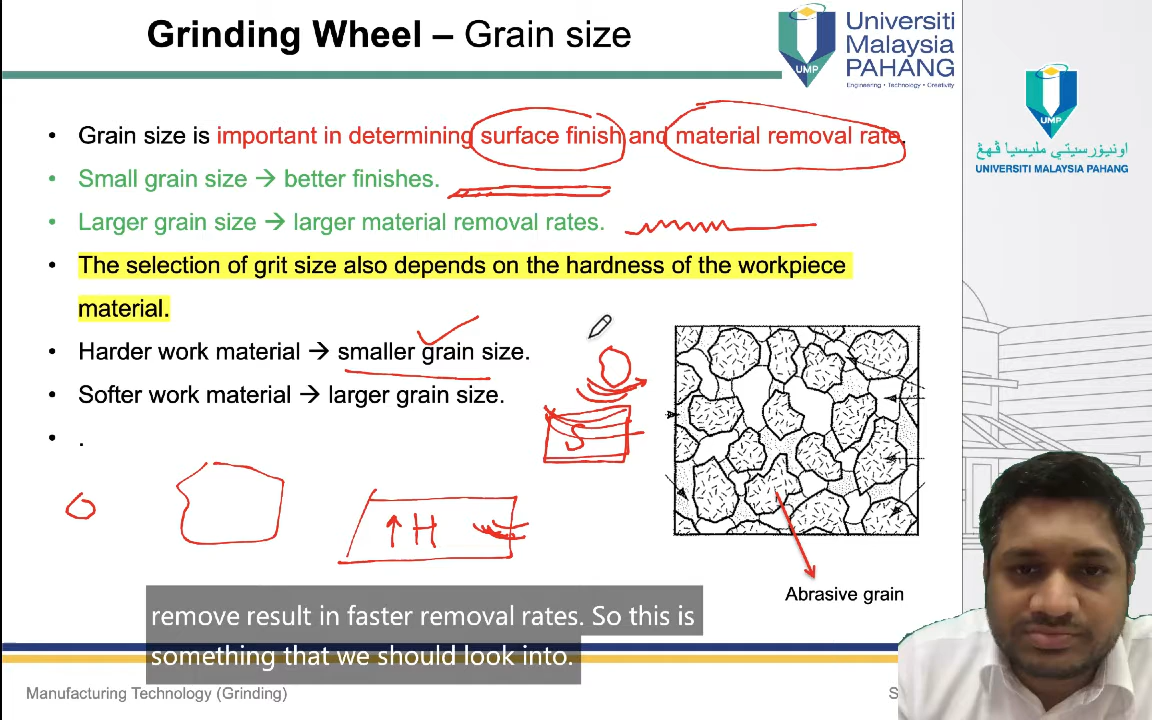 Grinding Wheel – Grain size
Universiti
Malaysia
PAHANG
Engineering • Technology • Creativity
UMP
UMP
اونيۏرسيتي مليسيا ڤهڠ
UNIVERSITI MALAYSIA PAHANG
• Grain size is important in determining surface finish and material removal rate.
• Small grain size → better finishes.
• Larger grain size → larger material removal rates.
• The selection of grit size also depends on the hardness of the workpiece
material.
• Harder work material → smaller grain size.
• Softer work material → larger grain size.
• .
S
↑ H
Abrasive grain
remove result in faster removal rates. So this is
something that we should look into.
Manufacturing Technology (Grinding)
S